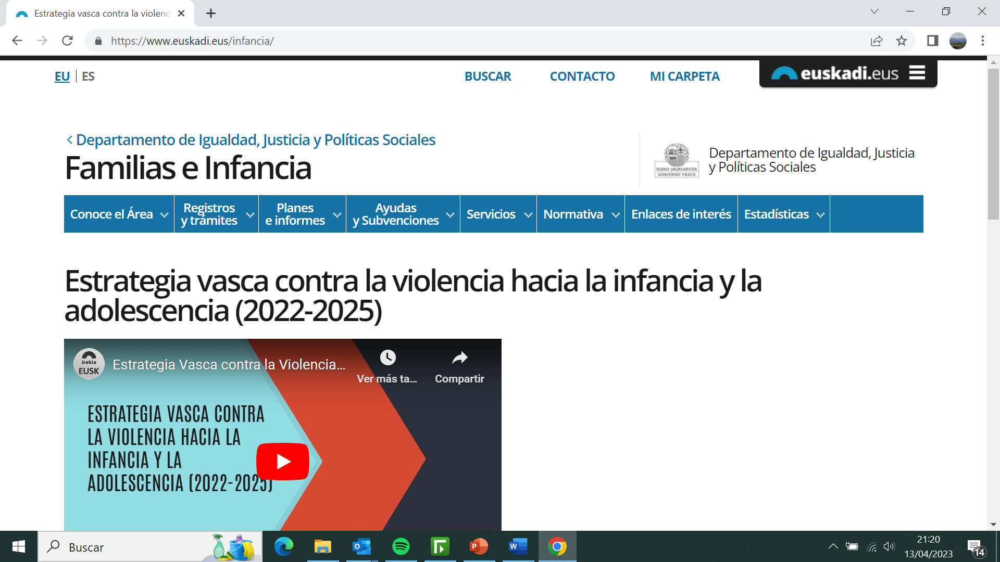 Estrategia vasca contra la violenc
https://www.euskadi.eus/infancia/
EU | ES
BUSCAR
CONTACTO
MI CARPETA
euskadi.eus
Departamento de Igualdad, Justicia y Políticas Sociales
Familias e Infancia
EUSKO JAURLARITZA
GOBIERNO VASCO
Departamento de Igualdad, Justicia
y Políticas Sociales
Conoce el Área
Registros
y trámites
Planes
e informes
Ayudas
y Subvenciones
Servicios
Normativa
Enlaces de interés
Estadísticas
Estrategia vasca contra la violencia hacia la infancia y la
adolescencia (2022-2025)
irekia
EUSK
Estrategia Vasca contra la Violencia...
Ver más ta...
Compartir
ESTRATEGIA VASCA CONTRA
LA VIOLENCIA HACIA LA
INFANCIA Y LA
ADOLESCENCIA (2022-2025)
Buscar
21:20
13/04/2023
14